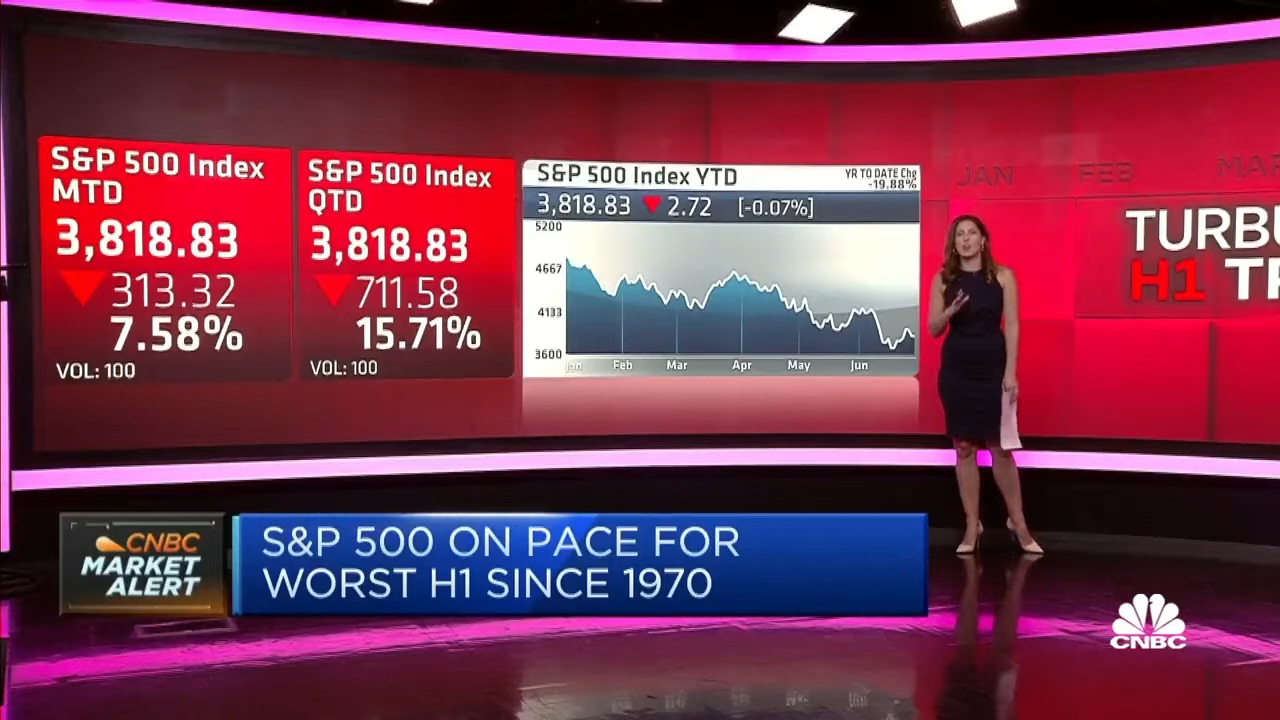 S&P 500 Index
MTD
3,818.83
313.32
7.58%
VOL: 100
S&P 500 Index
QTD
3,818.83
711.58
15.71%
VOL: 100
S&P 500 Index YTD
YR TO DATE Chg
-19.88%
3,818.83 ▼ 2.72 [-0.07%]
5200
4667
4133
3600
Jan Feb Mar Apr May Jun
JAN FEB MAR
TURBU
H1 TR
CNBC
MARKET
ALERT
S&P 500 ON PACE FOR
WORST H1 SINCE 1970
CNBC